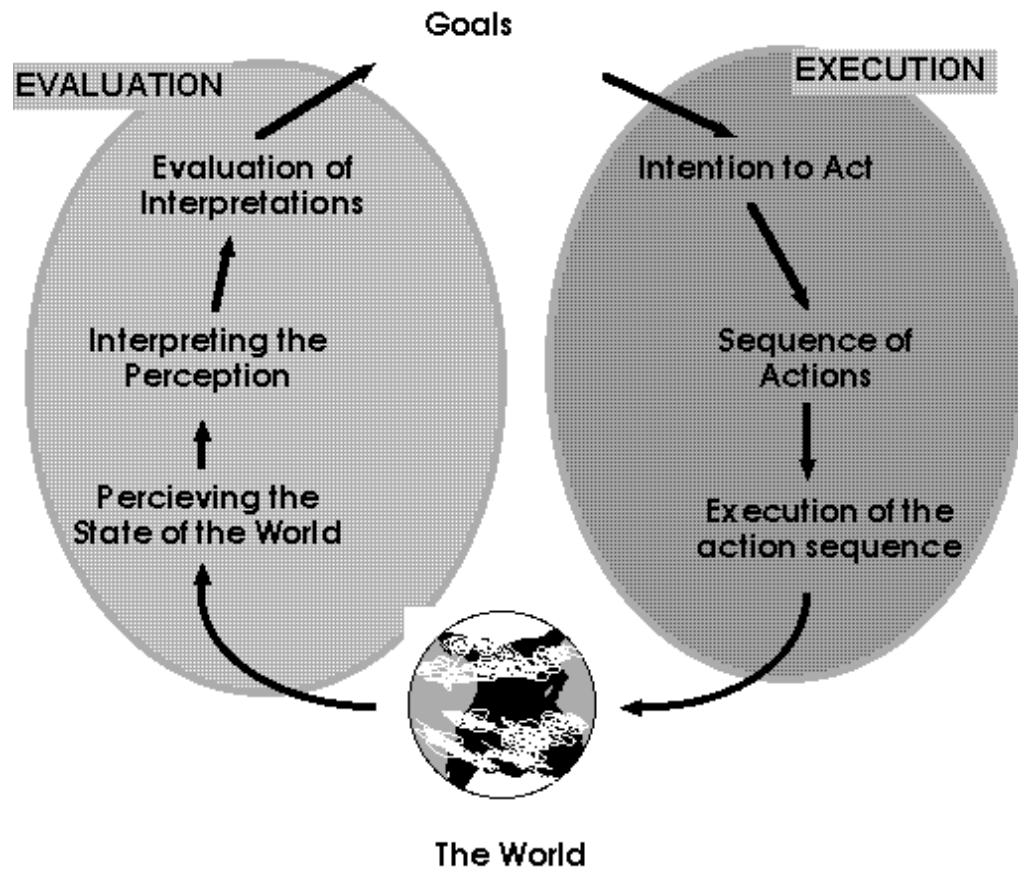 Goals
EVALUATION
EXECUTION
Evaluation of
Interpretations
Intention to Act
Interpreting the
Perception
Sequence of
Actions
Percieving the
State of the World
Execution of the
action sequence
The World